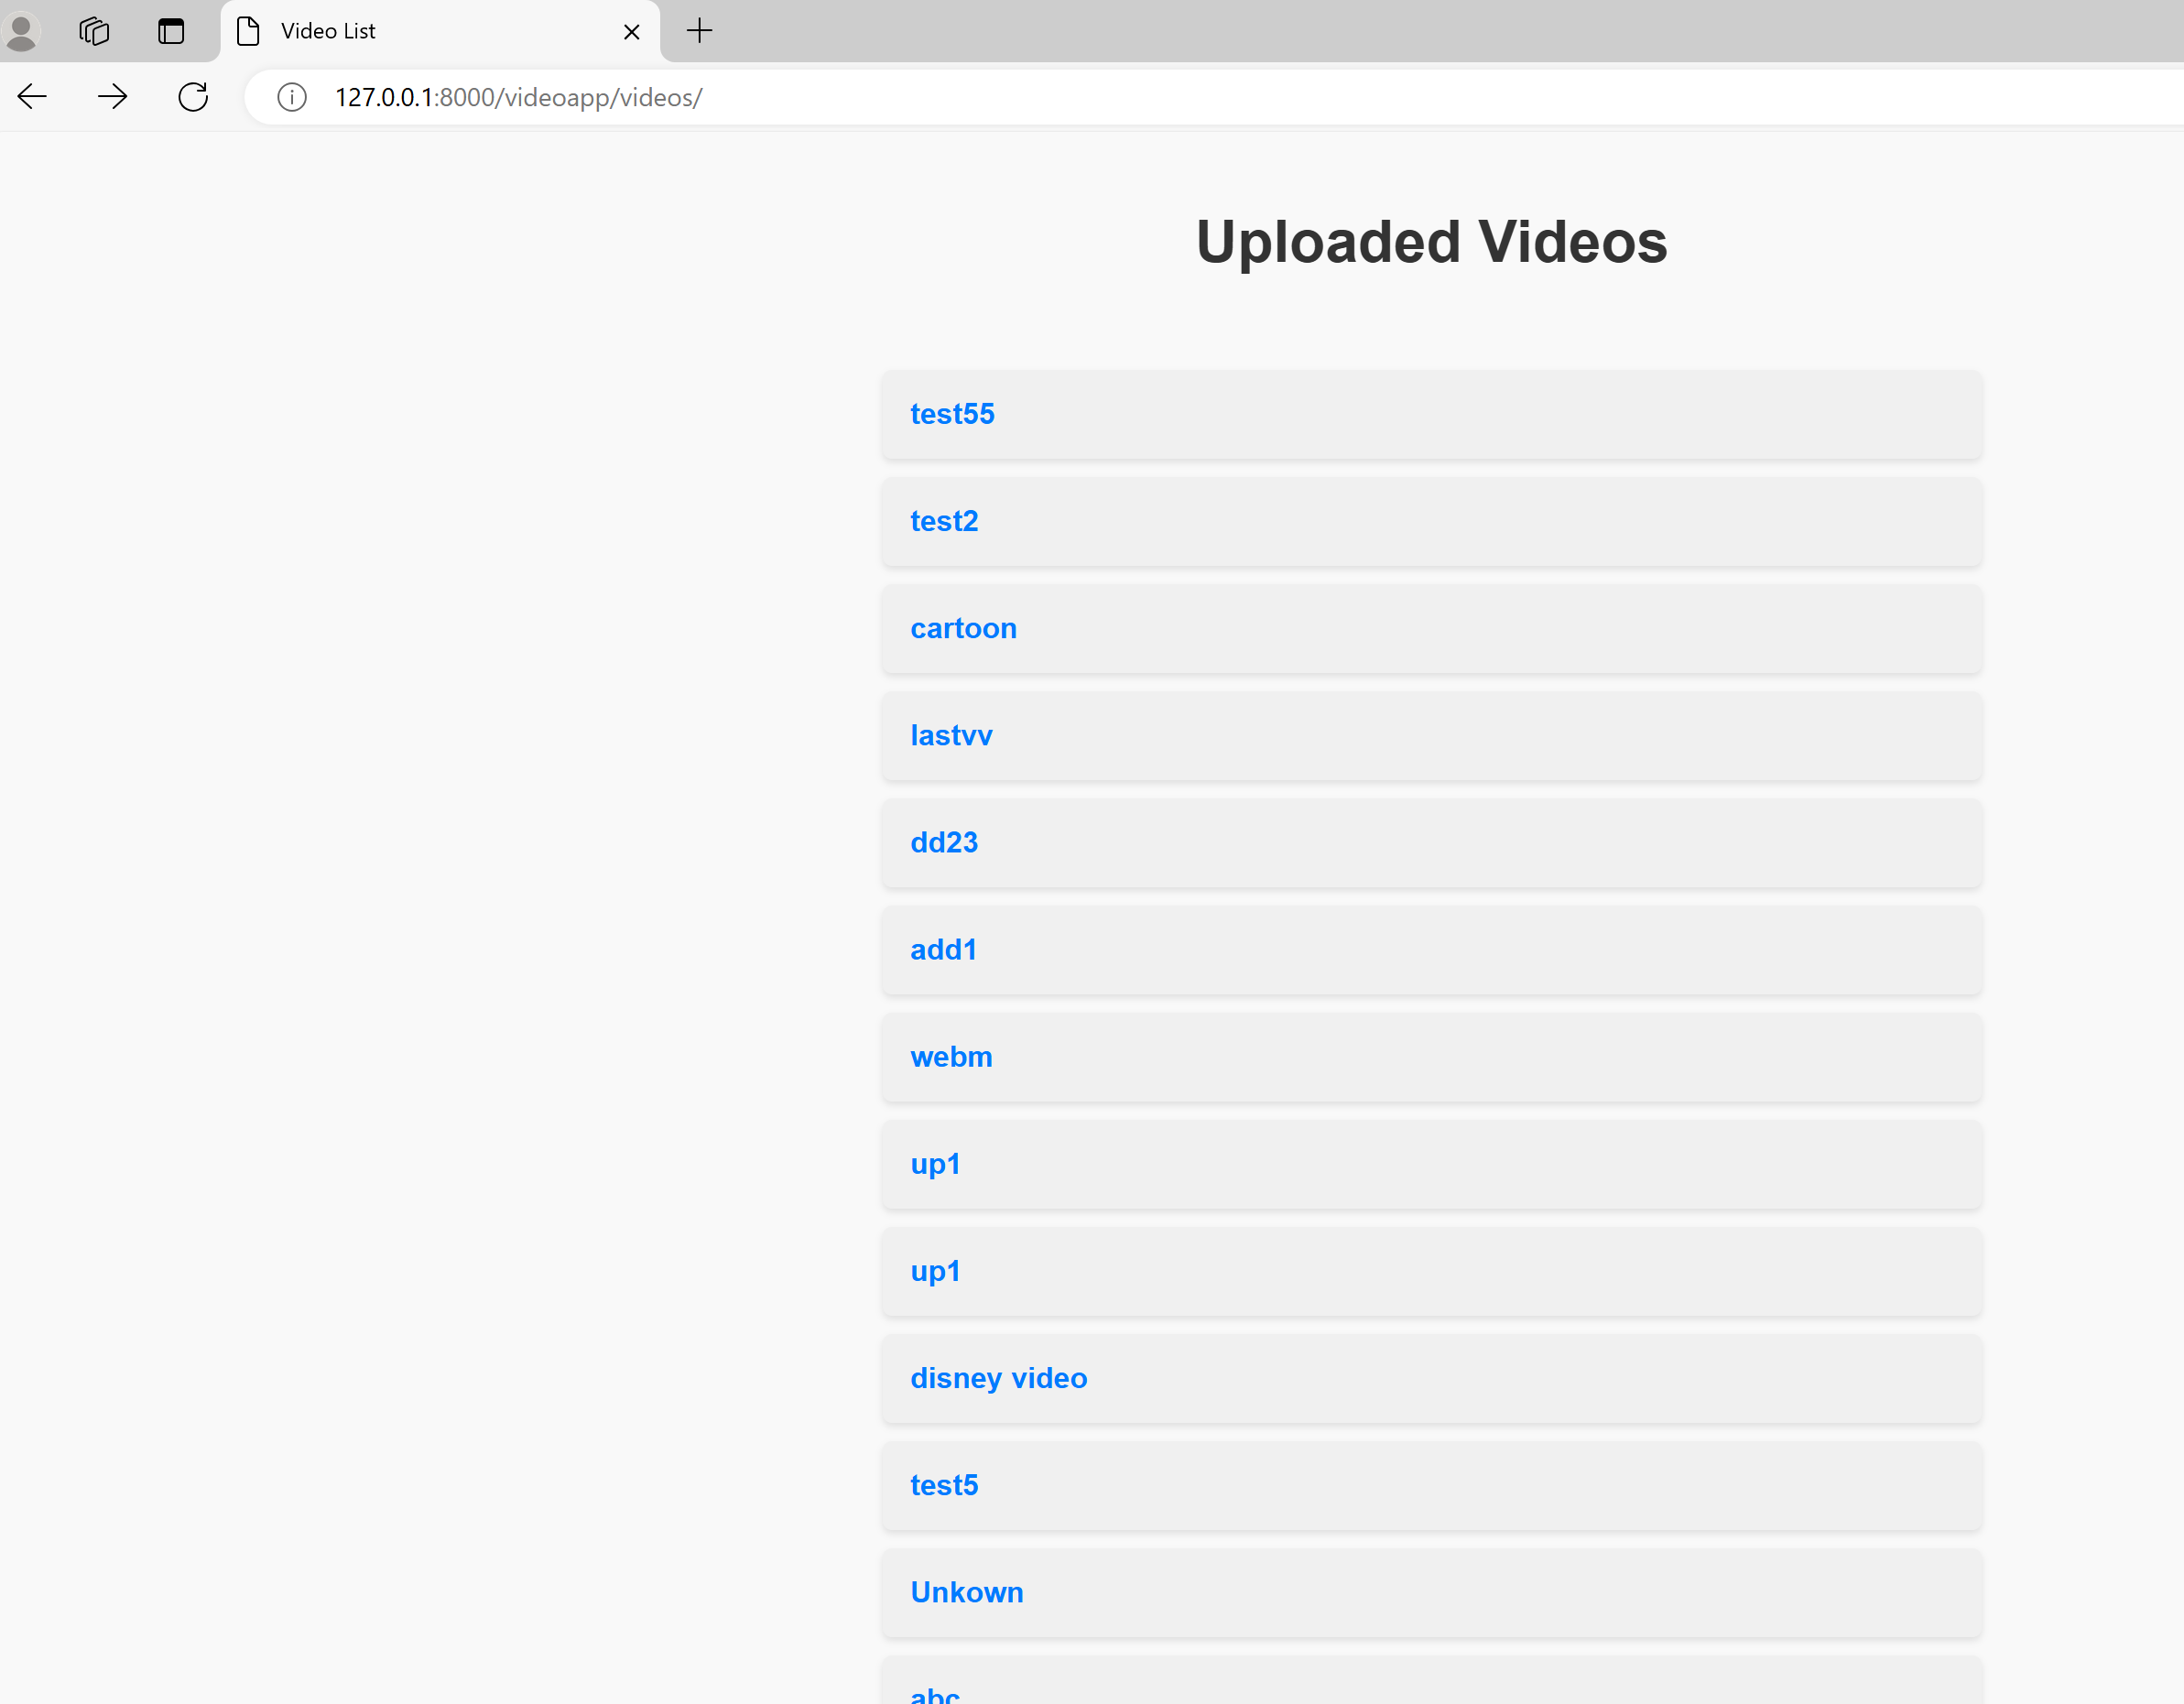 Video List
127.0.0.1:8000/videoapp/videos/
Uploaded Videos
test55
test2
cartoon
lastvv
dd23
add1
webm
up1
up1
disney video
test5
Unkown
abc